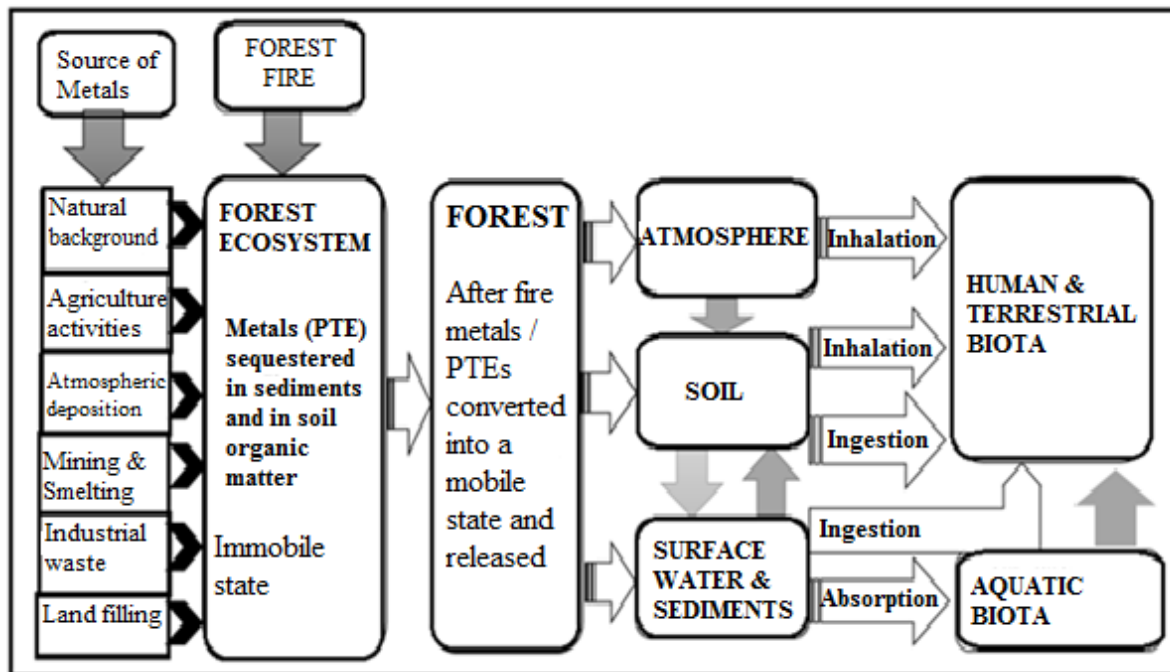 Source of
Metals
FOREST
FIRE
Natural
background
Agriculture
activities
Atmospheric
deposition
Mining &
Smelting
Industrial
waste
Land filling
FOREST
ECOSYSTEM
Metals (PTE)
sequestered
in sediments
and in soil
organic
matter
Immobile
state
FOREST
After fire
metals /
PTEs
converted
into a
mobile
state and
released
ATMOSPHERE
SOIL
SURFACE
WATER &
SEDIMENTS
Inhalation
Inhalation
Ingestion
Ingestion
Absorption
HUMAN &
TERRESTRIAL
BIOTA
AQUATIC
BIOTA